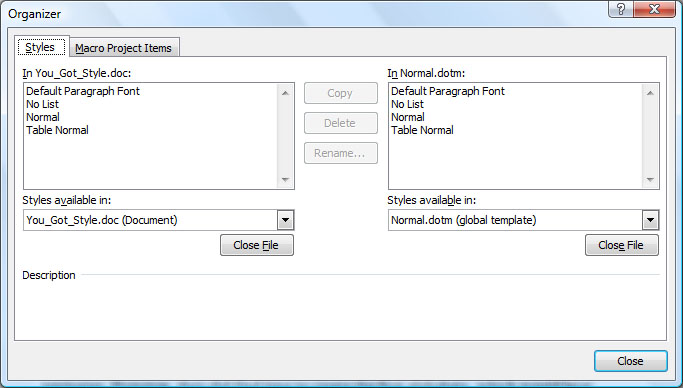 Organizer
?
Styles
Macro Project Items
In You_Got_Style.doc:
Default Paragraph Font
No List
Normal
Table Normal
Copy
Delete
Rename...
In Normal.dotm:
Default Paragraph Font
No List
Normal
Table Normal
Styles available in:
You_Got_Style.doc (Document)
Close File
Styles available in:
Normal.dotm (global template)
Close File
Description
Close